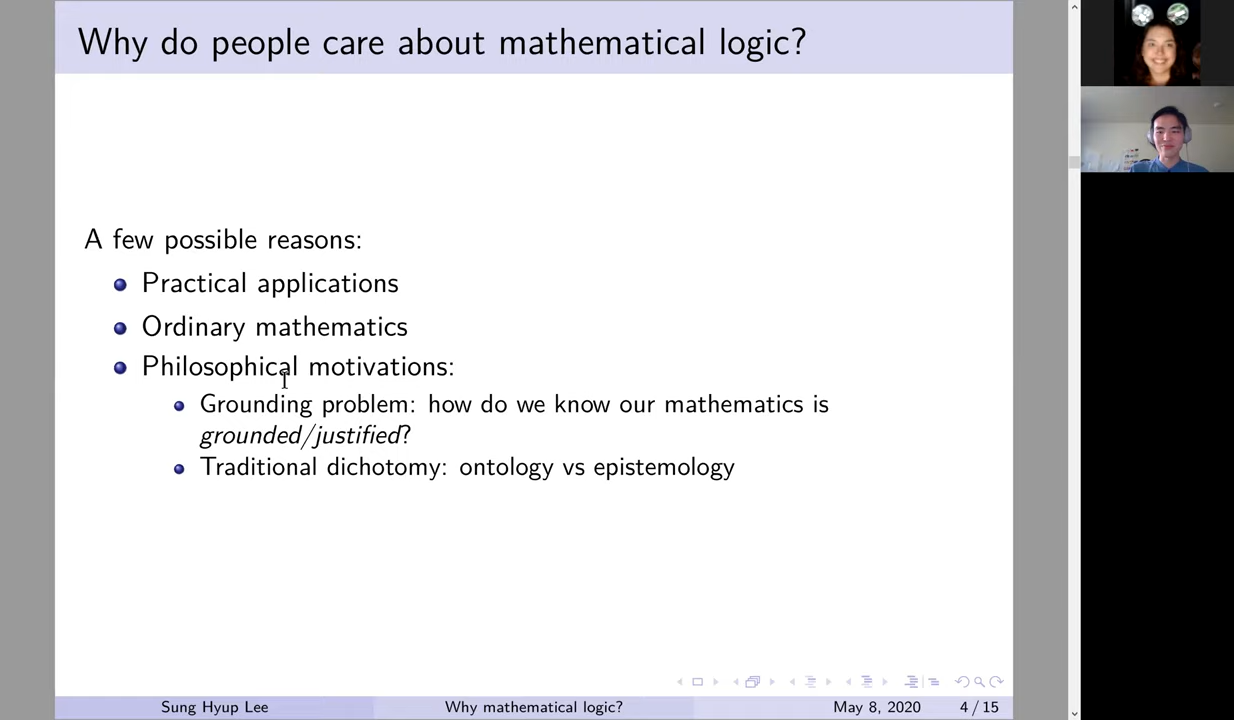 Why do people care about mathematical logic?
A few possible reasons:
Practical applications
Ordinary mathematics
Philosophical motivations:
Grounding problem: how do we know our mathematics is
grounded/justified?
Traditional dichotomy: ontology vs epistemology
Sung Hyup Lee
Why mathematical logic?
May 8, 2020
4 / 15